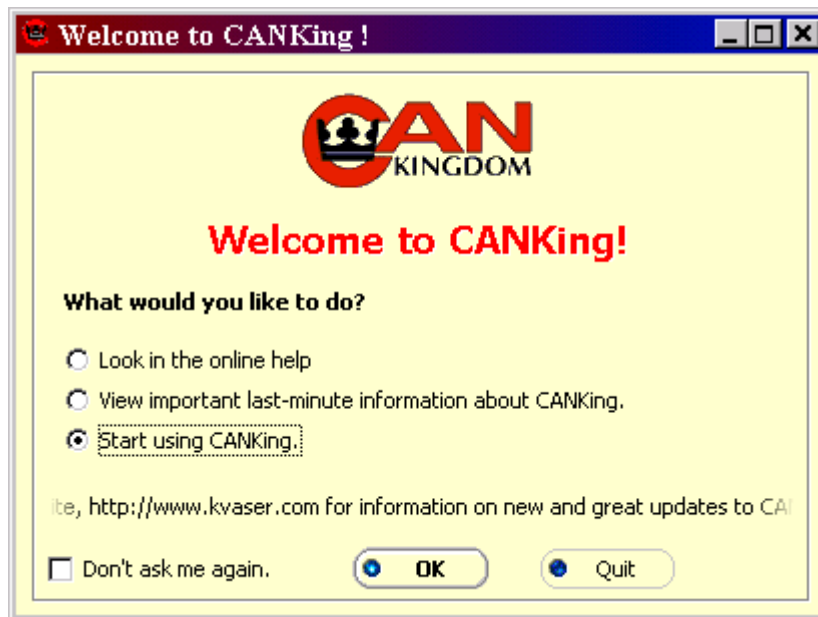 Welcome to CANKing !
CAN
KINGDOM
Welcome to CANKing!
What would you like to do?
Look in the online help
View important last-minute information about CANKing.
Start using CANKing.
ite, http://www.kvaser.com for information on new and great updates to CA
Don't ask me again.
OK
Quit